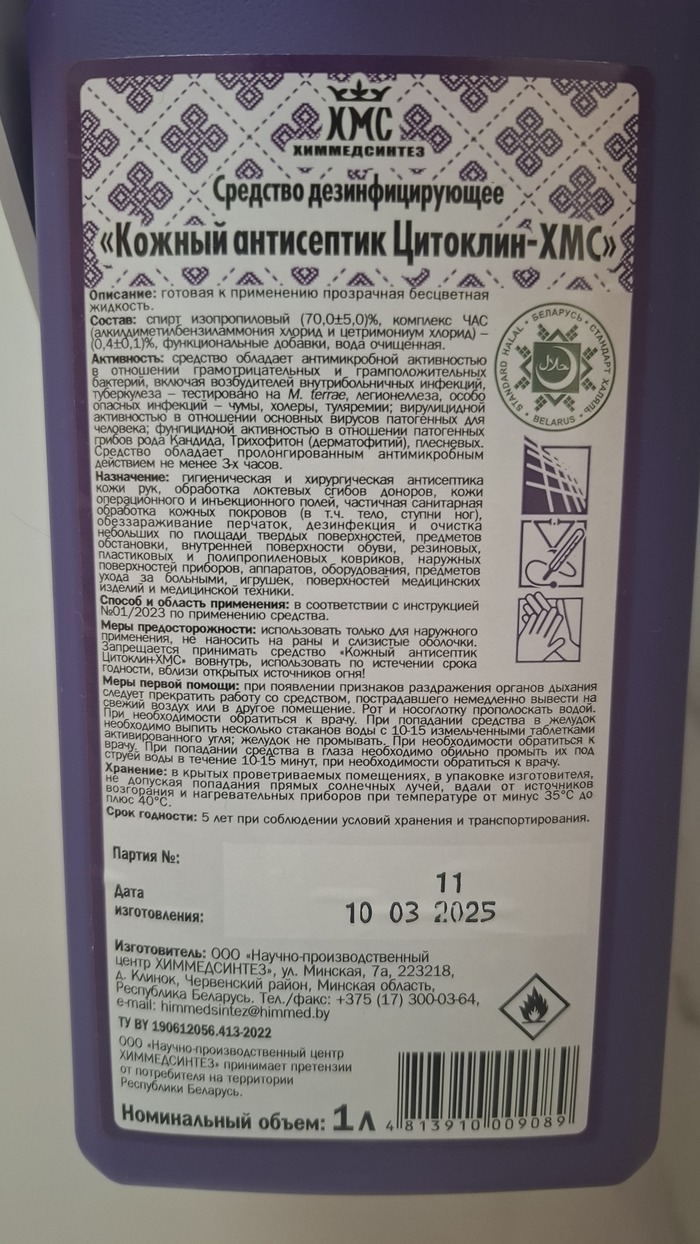 ХМС
ХИММЕДСИНТЕЗ
Средство дезинфицирующее
«Кожный антисептик Цитоклин-ХМС»
Описание: готовая к применению прозрачная бесцветная
жидкость.
Состав: спирт изопропиловый (70,0±5,0)%, комплекс ЧАС
(алкилдиметилбензиламмония хлорид и цетримониум хлорид) –
(0,4±0,1)%, функциональные добавки, вода очищенная.
Активность: средство обладает антимикробной активностью
в отношении грамотрицательных и грамположительных
бактерий, включая возбудителей внутрибольничных инфекций,
туберкулеза – тестировано на M. terrae, легионеллеза, особо
опасных инфекций – чумы, холеры, туляремии; вирулицидной
активностью в отношении основных вирусов патогенных для
человека; фунгицидной активностью в отношении патогенных
грибов рода Кандида, Трихофитон (дерматофитий), плесневых.
Средство обладает пролонгированным антимикробным
действием не менее 3-х часов.
STANDARD HALAL • БЕЛАРУСЬ • СТАНДАРТ ХАЛЯЛЬ • BELARUS •
حلال
Назначение: гигиеническая и хирургическая антисептика
кожи рук, обработка локтевых сгибов доноров, кожи
операционного и инъекционного полей, частичная санитарная
обработка кожных покровов (в т.ч. тело, ступни ног),
обеззараживание перчаток, дезинфекция и очистка
небольших по площади твердых поверхностей, предметов
обстановки, внутренней поверхности обуви, резиновых,
пластиковых и полипропиленовых ковриков, наружных
поверхностей приборов, аппаратов, оборудования, предметов
ухода за больными, игрушек, поверхностей медицинских
изделий и медицинской техники.
Способ и область применения: в соответствии с инструкцией
№01/2023 по применению средства.
Меры предосторожности: использовать только для наружного
применения, не наносить на раны и слизистые оболочки.
Запрещается принимать средство «Кожный антисептик
Цитоклин-ХМС» вовнутрь, использовать по истечении срока
годности, вблизи открытых источников огня!
Меры первой помощи: при появлении признаков раздражения органов дыхания
следует прекратить работу со средством, пострадавшего немедленно вывести на
свежий воздух или в другое помещение. Рот и носоглотку прополоскать водой.
При необходимости обратиться к врачу. При попадании средства в желудок
необходимо выпить несколько стаканов воды с 10-15 измельченными таблетками
активированного угля; желудок не промывать. При необходимости обратиться к
врачу. При попадании средства в глаза необходимо обильно промыть их под
струей воды в течение 10-15 минут, при необходимости обратиться к врачу.
Хранение: в крытых проветриваемых помещениях, в упаковке изготовителя,
не допуская попадания прямых солнечных лучей, вдали от источников
возгорания и нагревательных приборов при температуре от минус 35°С до
плюс 40°С.
Срок годности: 5 лет при соблюдении условий хранения и транспортирования.
Партия №:
11
Дата
изготовления:
10 03 2025
Изготовитель: ООО «Научно-производственный
центр ХИММЕДСИНТЕЗ», ул. Минская, 7а, 223218,
д. Клинок, Червенский район, Минская область,
Республика Беларусь. Тел./факс: +375 (17) 300-03-64,
e-mail: himmedsintez@himmed.by
ТУ BY 190612056.413-2022
ООО «Научно-производственный центр
ХИММЕДСИНТЕЗ» принимает претензии
от потребителя на территории
Республики Беларусь.
Номинальный объем: 1 л
4 813910 009089